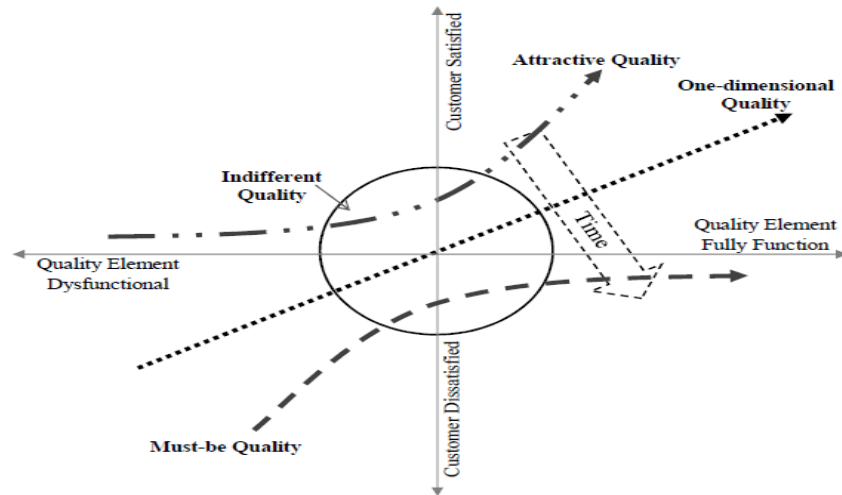 Customer Satisfied
Attractive Quality
One-dimensional
Quality
Indifferent
Quality
Time
Quality Element
Fully Function
Quality Element
Dysfunctional
Must-be Quality
Customer Dissatisfied